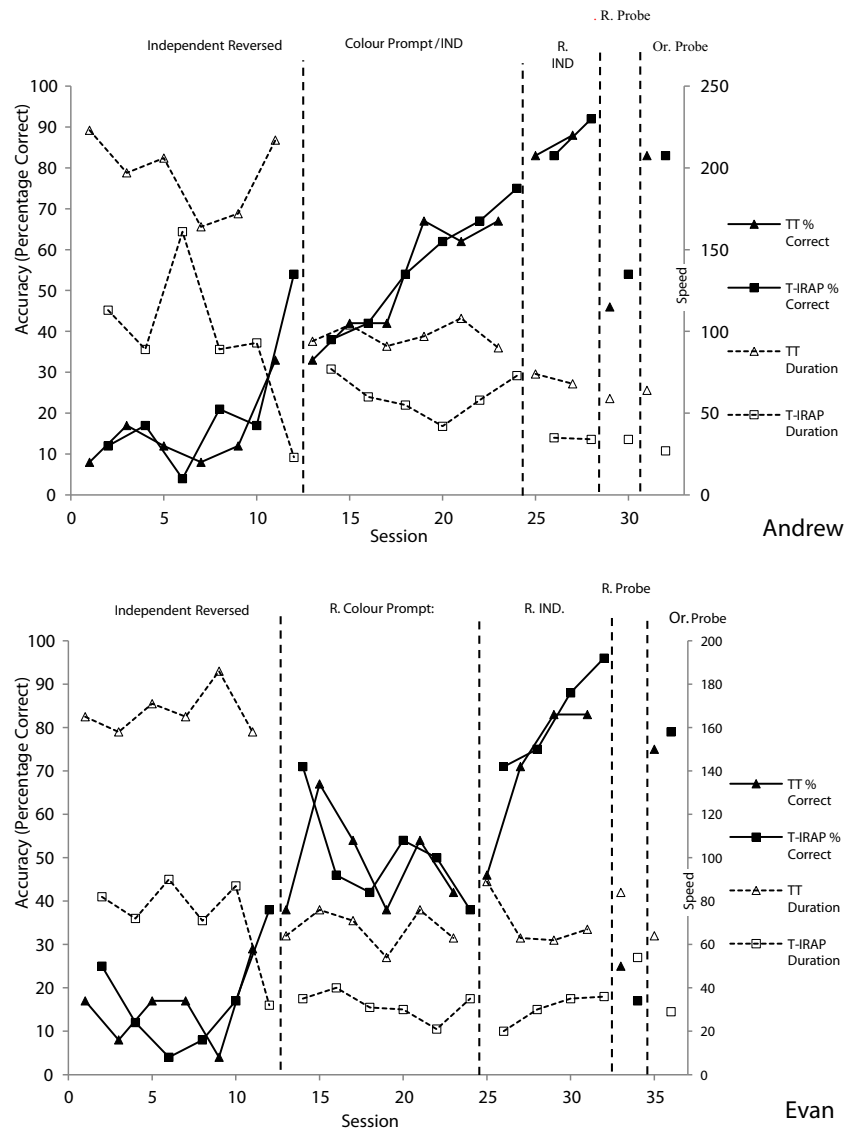 . R. Probe
Independent Reversed
Colour Prompt/IND
R.
IND
Or. Probe
Accuracy (Percentage Correct)
100
90
80
70
60
50
40
30
20
10
0
250
200
150
100
50
0
Speed
0
5
10
15
20
25
30
Session
TT %
Correct
T-IRAP %
Correct
TT
Duration
T-IRAP
Duration
Andrew
R. Probe
Independent Reversed
R. Colour Prompt:
R. IND.
Or. Probe
Accuracy (Percentage Correct)
100
90
80
70
60
50
40
30
20
10
0
200
180
160
140
120
100
80
60
40
20
0
Speed
0
5
10
15
20
25
30
35
Session
TT %
Correct
T-IRAP %
Correct
TT
Duration
T-IRAP
Duration
Evan